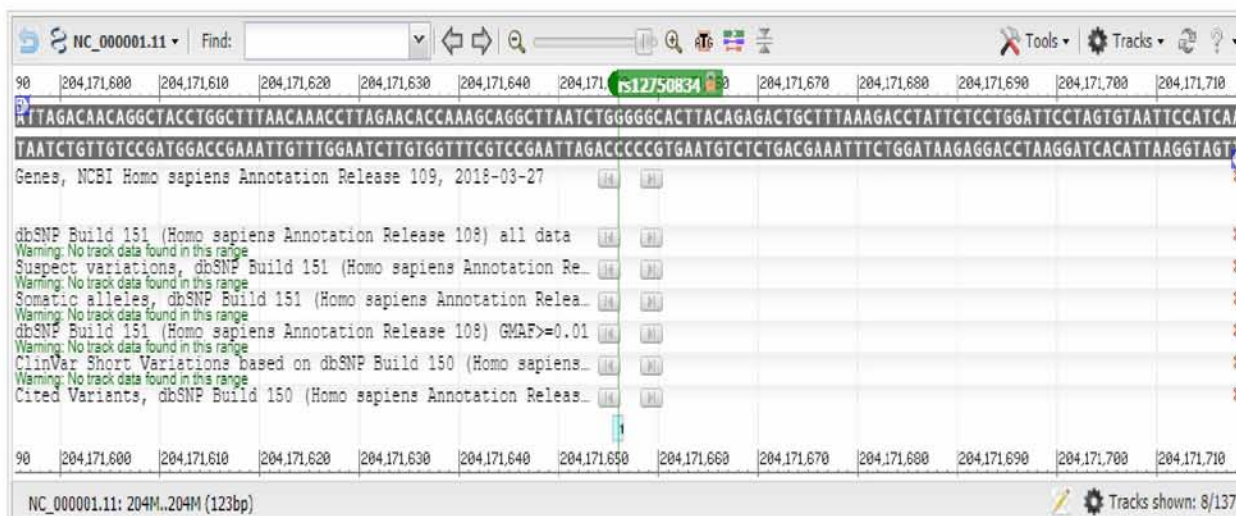 NC_000001.11 Find:
Tools Tracks ?
90 204,171,600 204,171,610 204,171,620 204,171,630 204,171,640 204,171, rs12750834 204,171,670 204,171,680 204,171,690 204,171,700 204,171,710
ATTAGACAACAGGCTACCTGGCTTTAACAAACCTTAGAACACCAAAGCAGGCTTAATCTGGGGGCACTTACAGAGACTGCTTTAAAGACCTATTCTCCTGGATTCCTAGTGTAATTCCATCAA
TAATCTGTTGTCCGATGGACCGAAATTGTTTGGAATCTTGTGGTTTCGTCCGAATTAGACCCCCGTGAATGTCTCTGACGAAATTTCTGGATAAGAGGACCTAAGGATCACATTAAGGTAGT
Genes, NCBI Homo sapiens Annotation Release 109, 2018-03-27
dbSNP Build 151 (Homo sapiens Annotation Release 108) all data
Warning: No track data found in this range
Suspect variations, dbSNP Build 151 (Homo sapiens Annotation Re…
Warning: No track data found in this range
Somatic alleles, dbSNP Build 151 (Homo sapiens Annotation Relea…
Warning: No track data found in this range
dbSNP Build 151 (Homo sapiens Annotation Release 108) GMAF>=0.01
Warning: No track data found in this range
ClinVar Short Variations based on dbSNP Build 150 (Homo sapiens…
Warning: No track data found in this range
Cited Variants, dbSNP Build 150 (Homo sapiens Annotation Releas…
1
90 204,171,600 204,171,610 204,171,620 204,171,630 204,171,640 204,171,650 204,171,660 204,171,670 204,171,680 204,171,690 204,171,700 204,171,710
NC_000001.11: 204M..204M (123bp) Tracks shown: 8/137